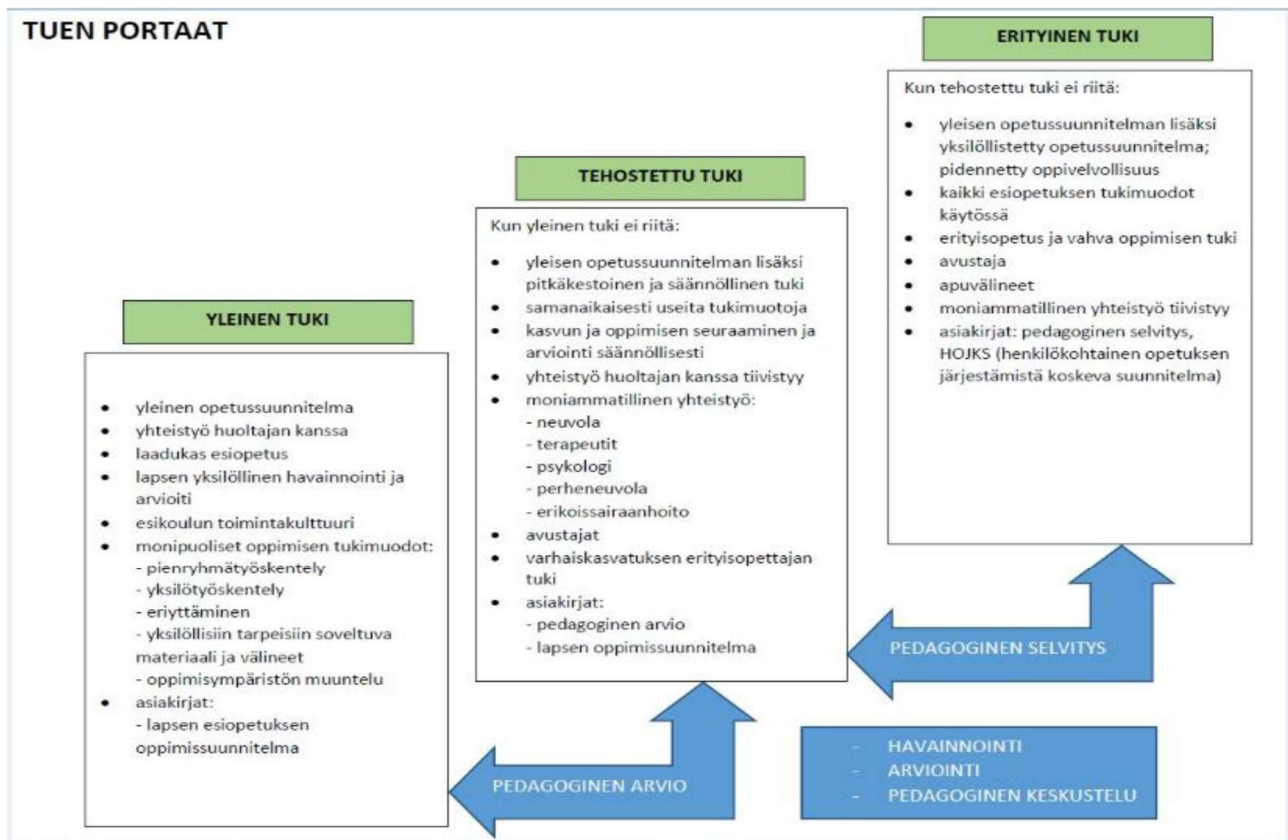 TUEN PORTAAT
YLEINEN TUKI
• yleinen opetussuunnitelma
• yhteistyö huoltajan kanssa
• laadukas esiopetus
• lapsen yksilöllinen havainnointi ja
arvioiti
• esikoulun toimintakulttuuri
• monipuoliset oppimisen tukimuodot:
- pienryhmätyöskentely
- yksilötyöskentely
- eriyttäminen
- yksilöllisiin tarpeisiin soveltuva
materiaali ja välineet
- oppimisympäristön muuntelu
• asiakirjat:
- lapsen esiopetuksen
oppimissuunnitelma
PEDAGOGINEN ARVIO
TEHOSTETTU TUKI
Kun yleinen tuki ei riitä:
• yleisen opetussuunnitelman lisäksi
pitkäkestoinen ja säännöllinen tuki
• samanaikaisesti useita tukimuotoja
• kasvun ja oppimisen seuraaminen ja
arviointi säännöllisesti
• yhteistyö huoltajan kanssa tiivistyy
• moniammatillinen yhteistyö:
- neuvola
- terapeutit
- psykologi
- perheneuvola
- erikoissairaanhoito
• avustajat
• varhaiskasvatuksen erityisopettajan
tuki
• asiakirjat:
- pedagoginen arvio
- lapsen oppimissuunnitelma
PEDAGOGINEN SELVITYS
ERITYINEN TUKI
Kun tehostettu tuki ei riitä:
• yleisen opetussuunnitelman lisäksi
yksilöllistetty opetussuunnitelma;
pidennetty oppivelvollisuus
• kaikki esiopetuksen tukimuodot
käytössä
• erityisopetus ja vahva oppimisen tuki
• avustaja
• apuvälineet
• moniammatillinen yhteistyö tiivistyy
• asiakirjat: pedagoginen selvitys,
HOJKS (henkilökohtainen opetuksen
järjestämistä koskeva suunnitelma)
- HAVAINNOINTI
- ARVIOINTI
- PEDAGOGINEN KESKUSTELU